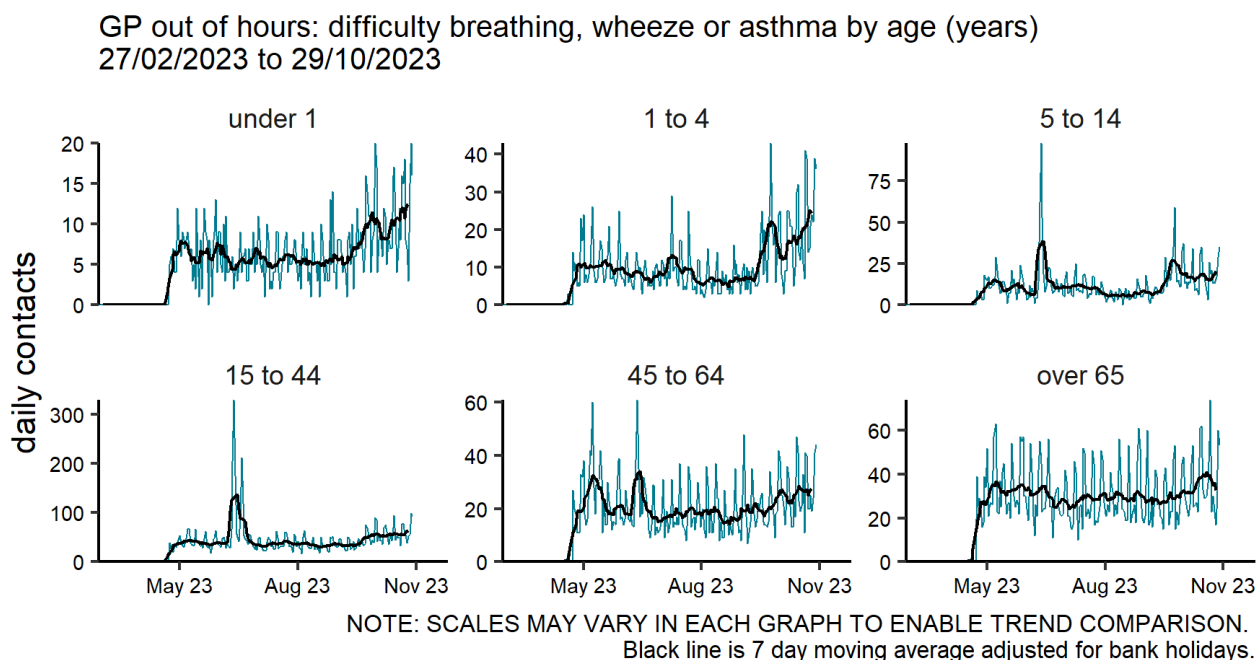 GP out of hours: difficulty breathing, wheeze or asthma by age (years)
27/02/2023 to 29/10/2023
daily contacts
under 1
20
15
10
5
0
1 to 4
40
30
20
10
0
5 to 14
75
50
25
0
15 to 44
300
200
100
0
May 23
Aug 23
Nov 23
45 to 64
60
40
20
0
May 23
Aug 23
Nov 23
over 65
60
40
20
0
May 23
Aug 23
Nov 23
NOTE: SCALES MAY VARY IN EACH GRAPH TO ENABLE TREND COMPARISON.
Black line is 7 day moving average adjusted for bank holidays.